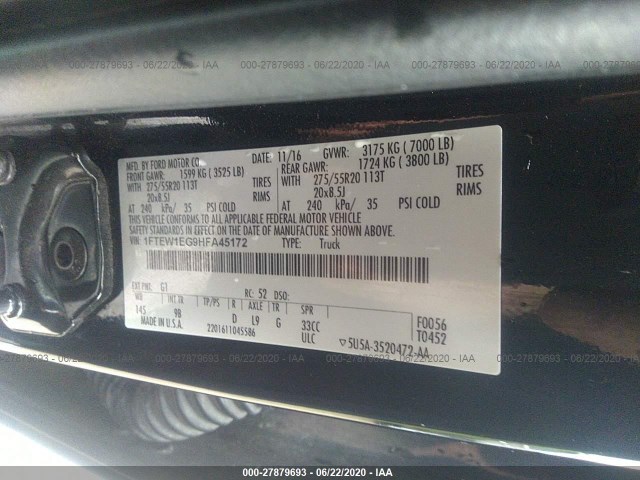 000-27879693 - 06/22/2020 - IAA 000-27879693 - 06/22/2020 - IAA
MFD. BY FORD MOTOR CO. DATE: 11/16 GVWR: 3175 KG ( 7000 LB)
FRONT GAWR: 1599 KG ( 3525 LB) REAR GAWR: 1724 KG ( 3800 LB)
WITH 275/55R20 113T TIRES WITH 275/55R20 113T TIRES
20x8.5J RIMS 20x8.5J RIMS
AT 240 kPa/ 35 PSI COLD AT 240 kPa/ 35 PSI COLD
THIS VEHICLE CONFORMS TO ALL APPLICABLE FEDERAL MOTOR VEHICLE
SAFETY STANDARDS IN EFFECT ON THE DATE OF MANUFACTURE SHOWN ABOVE.
VIN: 1FTEW1EG9HFA45172 TYPE: Truck
EXT PNT: G1 RC: 52 DSO:
WB INT TR TP/PS R AXLE TR SPR
145 9B D L9 G 33CC F0056
MADE IN U.S.A. 2201611045586 ULC T0452
5U5A-3520472-AA
000-27879693 - 06/22/2020 - IAA 000-27879693 - 06/22/2020 - IAA
000-27879693 - 06/22/2020 - IAA